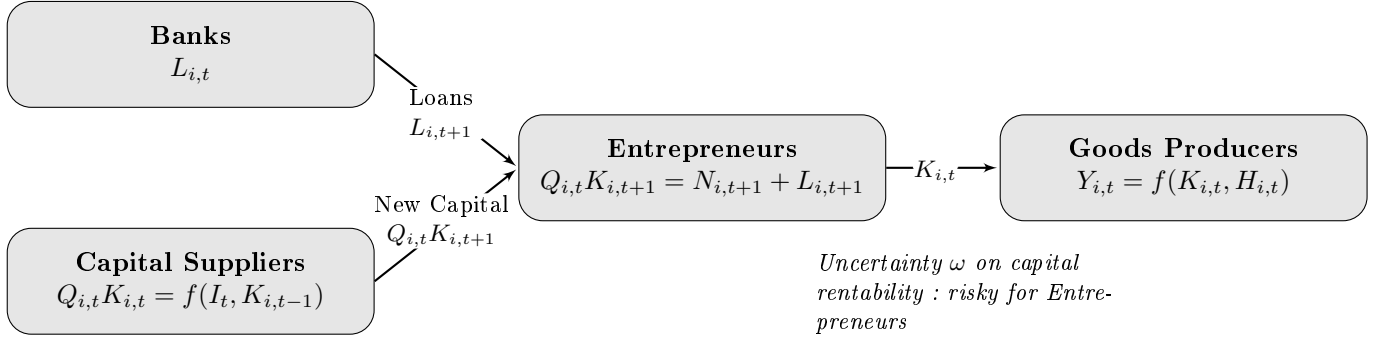 Banks
L_{i,t}
Loans
L_{i,t+1}
Entrepreneurs
Q_{i,t}K_{i,t+1} = N_{i,t+1} + L_{i,t+1}
K_{i,t}
Goods Producers
Y_{i,t} = f(K_{i,t}, H_{i,t})
New Capital
Q_{i,t}K_{i,t+1}
Capital Suppliers
Q_{i,t}K_{i,t} = f(I_t, K_{i,t−1})
Uncertainty ω on capital
rentability : risky for Entre-
preneurs